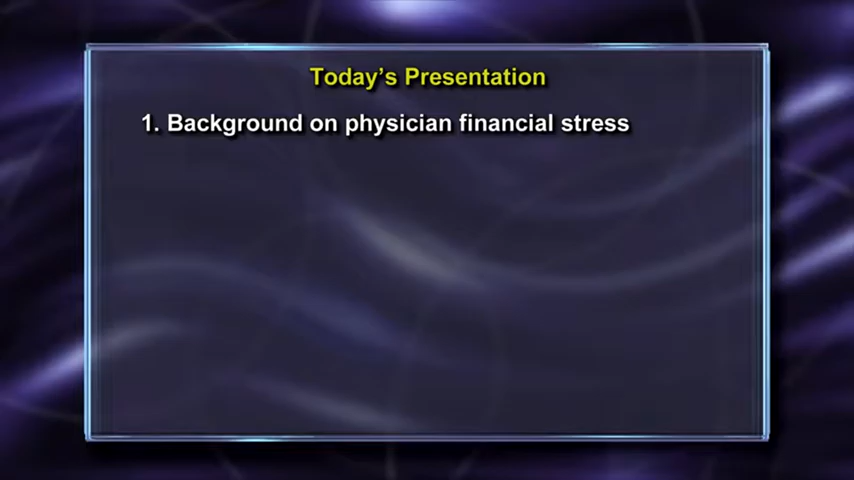 Today’s Presentation
1. Background on physician financial stress